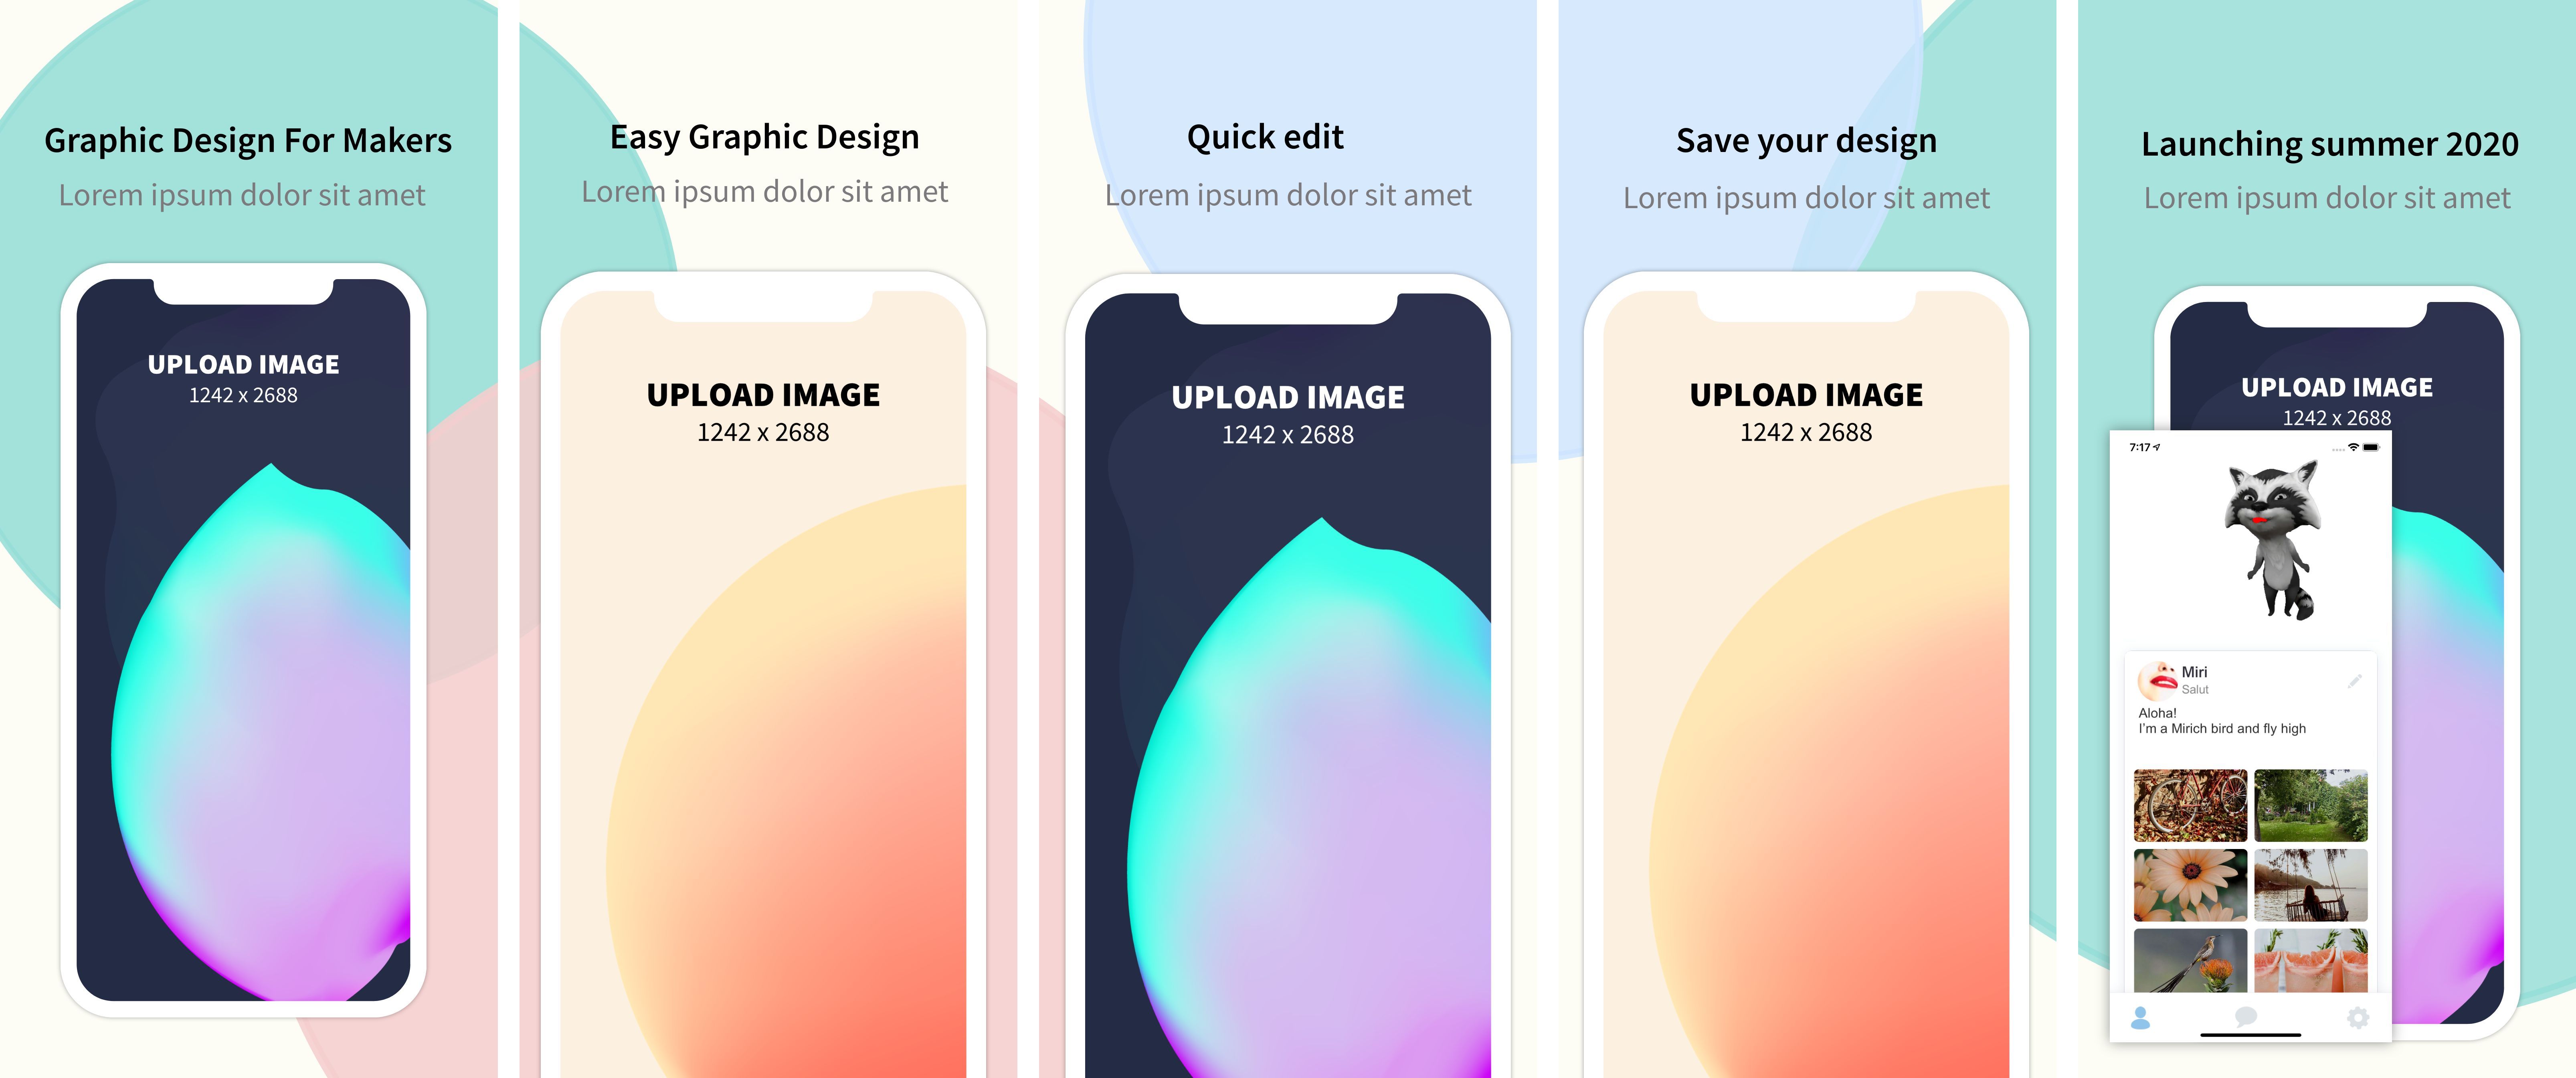 Graphic Design For Makers
Lorem ipsum dolor sit amet
UPLOAD IMAGE
1242 x 2688
Easy Graphic Design
Lorem ipsum dolor sit amet
UPLOAD IMAGE
1242 x 2688
Quick edit
Lorem ipsum dolor sit amet
UPLOAD IMAGE
1242 x 2688
Save your design
Lorem ipsum dolor sit amet
UPLOAD IMAGE
1242 x 2688
Launching summer 2020
Lorem ipsum dolor sit amet
UPLOAD IMAGE
1242 x 2688
7:17
Miri
Salut
Aloha!
I'm a Mirich bird and fly high